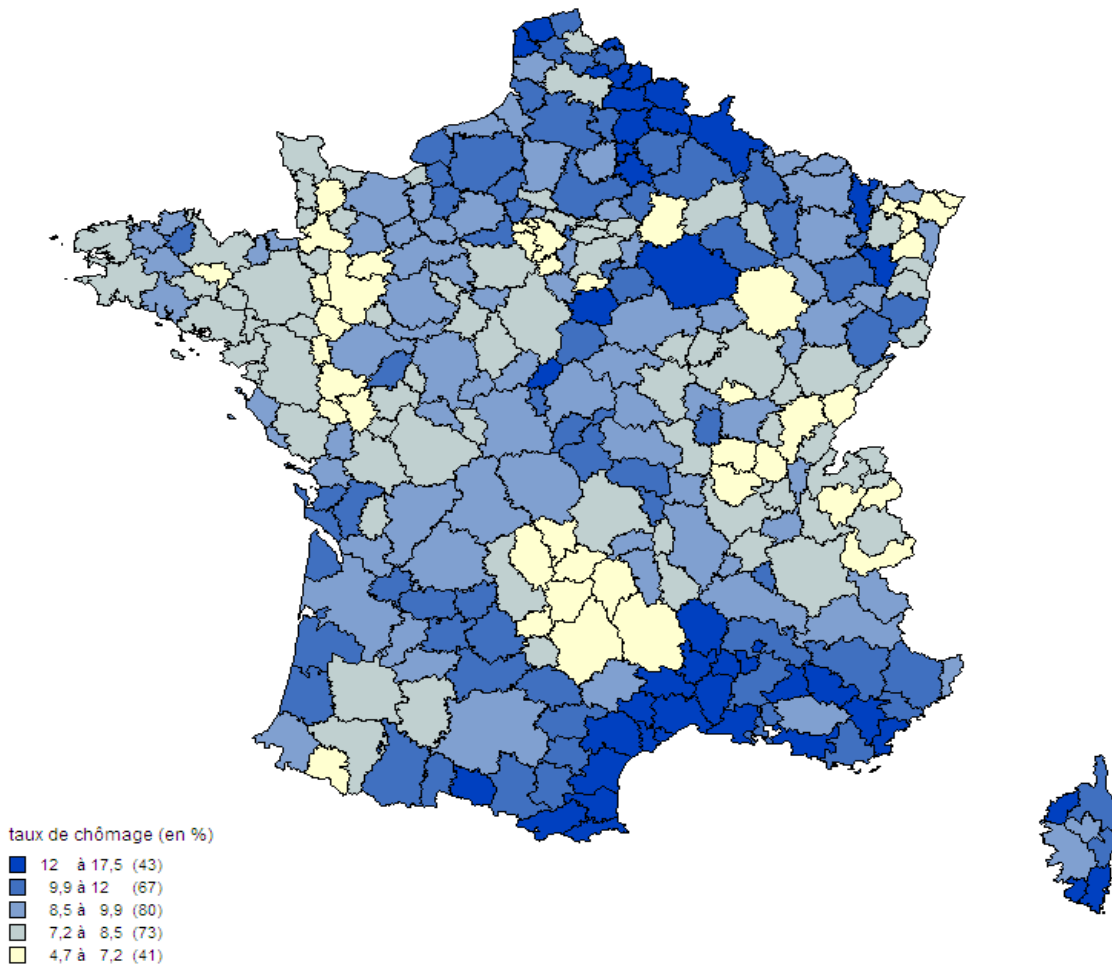 taux de chômage (en %)
12 à 17,5 (43)
9,9 à 12 (67)
8,5 à 9,9 (80)
7,2 à 8,5 (73)
4,7 à 7,2 (41)